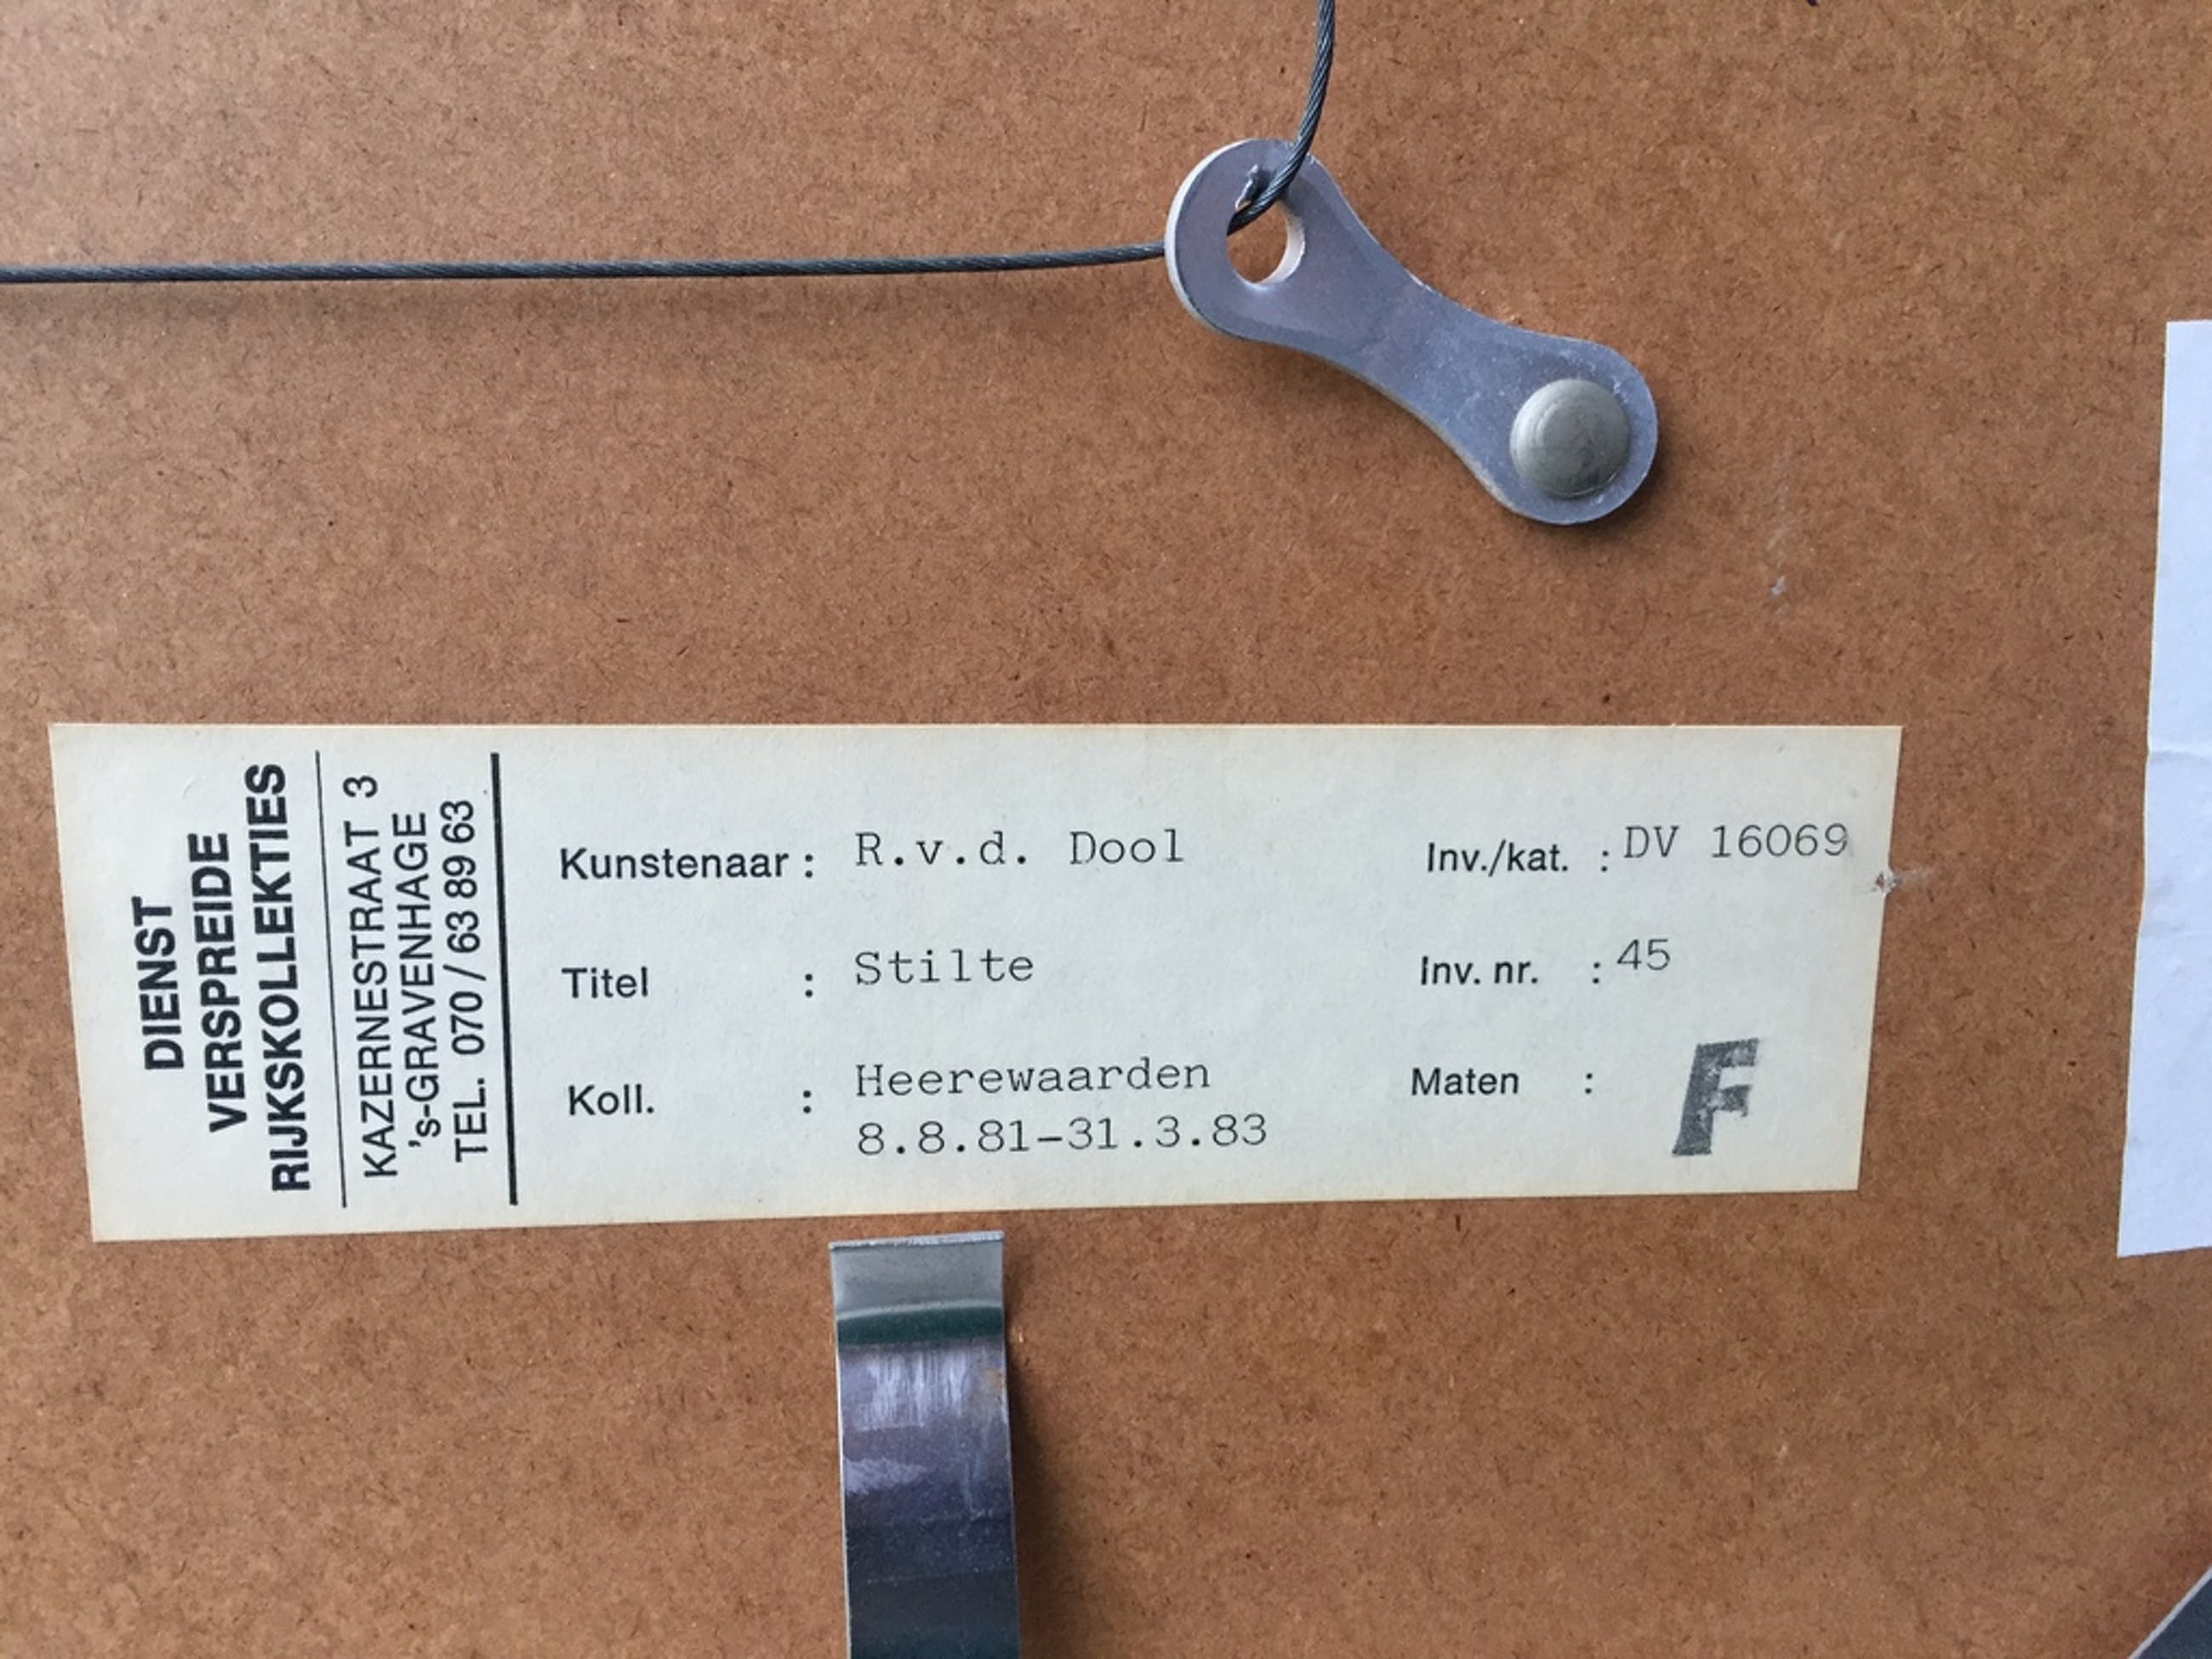 DIENST
VERSPREIDE
RIJKSKOLLEKTIES
KAZERNESTRAAT 3
's-GRAVENHAGE
TEL. 070 / 63 89 63
Kunstenaar : R.v.d. Dool
Titel : Stilte
Koll. : Heerewaarden
8.8.81-31.3.83
Inv./kat. : DV 16069
Inv. nr. : 45
Maten :
F